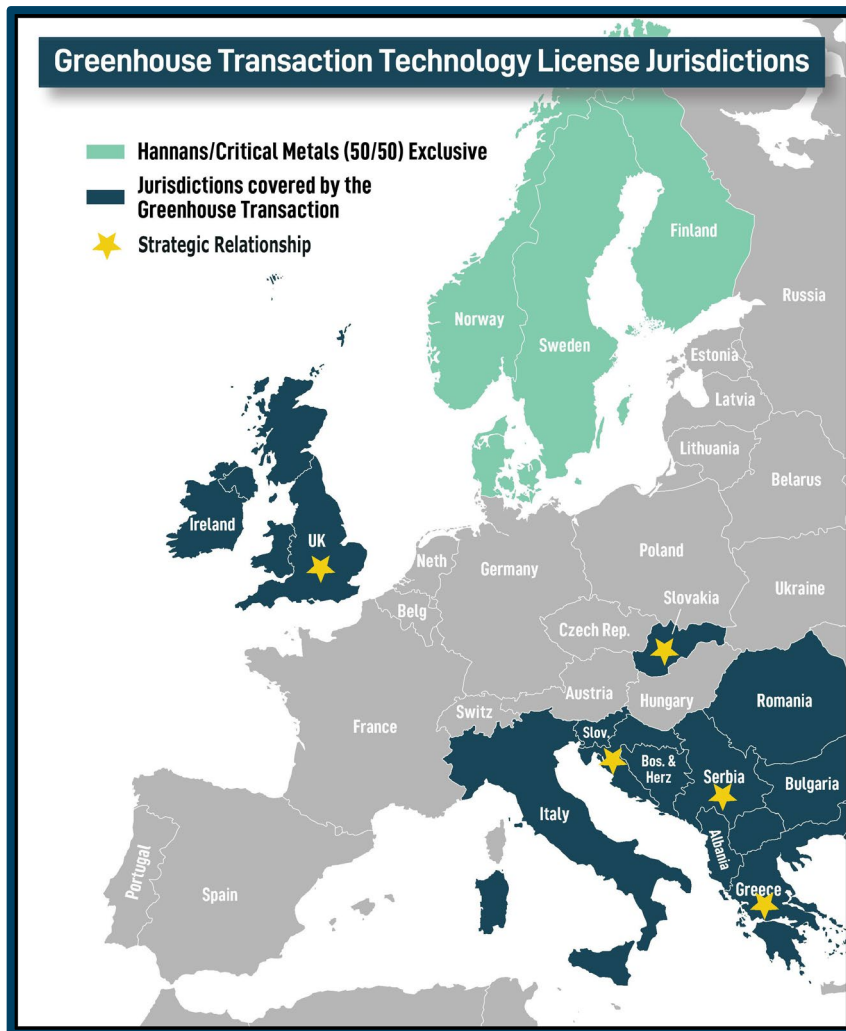 Greenhouse Transaction Technology License Jurisdictions
Hannans/Critical Metals (50/50) Exclusive
Jurisdictions covered by the
Greenhouse Transaction
Strategic Relationship
Finland
Norway
Sweden
Russia
Estonia
Latvia
Lithuania
Belarus
Ireland
UK
Neth
Germany
Poland
Belg
Slovakia
Ukraine
Czech Rep.
Austria
Hungary
Romania
France
Switz
Slov.
Bos. &
Herz
Serbia
Bulgaria
Italy
Albania
Portugal
Spain
Greece